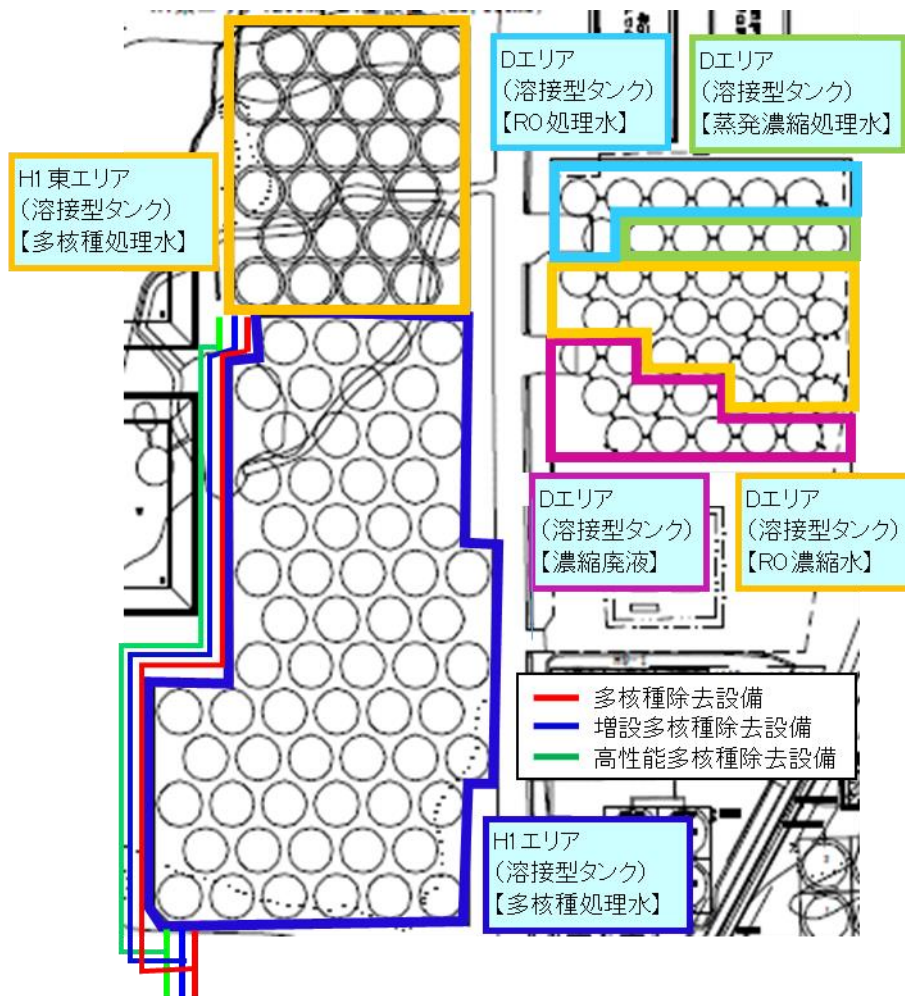 Dエリア
(溶接型タンク)
【RO処理水】
Dエリア
(溶接型タンク)
【蒸発濃縮処理水】
H1東エリア
(溶接型タンク)
【多核種処理水】
Dエリア
(溶接型タンク)
【濃縮廃液】
Dエリア
(溶接型タンク)
【RO濃縮水】
多核種除去設備
増設多核種除去設備
高性能多核種除去設備
H1エリア
(溶接型タンク)
【多核種処理水】